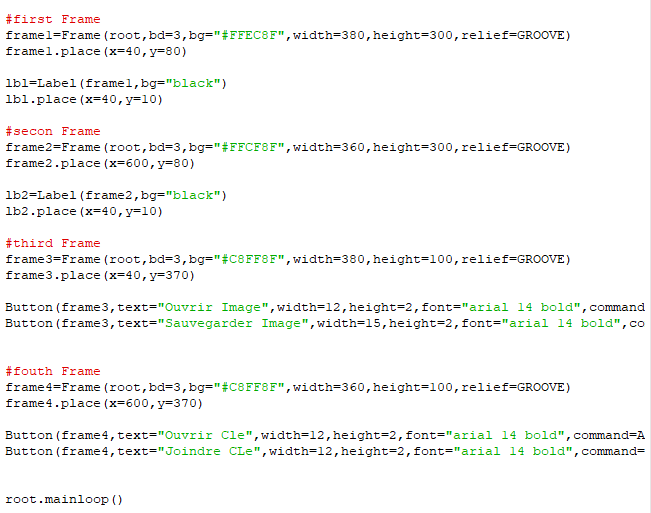 #first Frame
frame1=Frame(root,bd=3,bg="#FFEC8F",width=380,height=300,relief=GROOVE)
frame1.place(x=40,y=80)
lbl=Label(frame1,bg="black")
lbl.place(x=40,y=10)
#secon Frame
frame2=Frame(root,bd=3,bg="#FFCF8F",width=360,height=300,relief=GROOVE)
frame2.place(x=600,y=80)
lb2=Label(frame2,bg="black")
lb2.place(x=40,y=10)
#third Frame
frame3=Frame(root,bd=3,bg="#C8FF8F",width=380,height=100,relief=GROOVE)
frame3.place(x=40,y=370)
Button(frame3,text="Ouvrir Image",width=12,height=2,font="arial 14 bold",command
Button(frame3,text="Sauvegarder Image",width=15,height=2,font="arial 14 bold",co
#fouth Frame
frame4=Frame(root,bd=3,bg="#C8FF8F",width=360,height=100,relief=GROOVE)
frame4.place(x=600,y=370)
Button(frame4,text="Ouvrir Cle",width=12,height=2,font="arial 14 bold",command=A
Button(frame4,text="Joindre CLe",width=12,height=2,font="arial 14 bold",command=
root.mainloop()